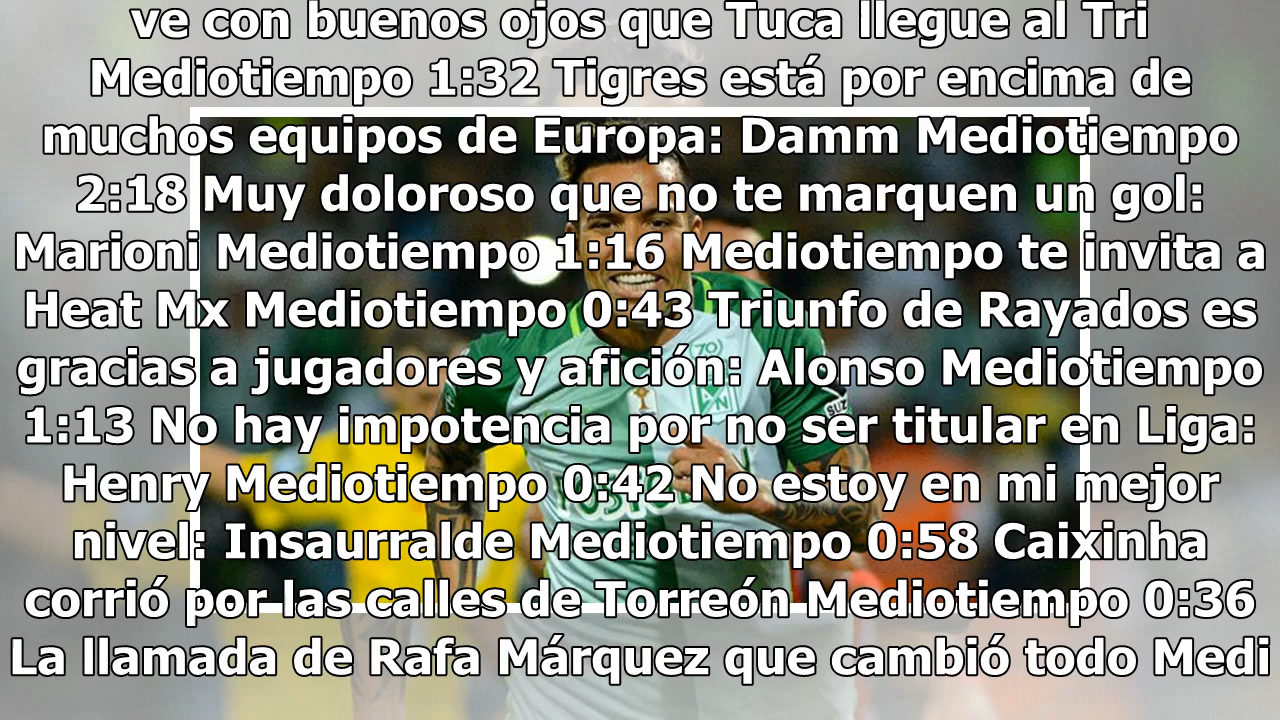 ve con buenos ojos que Tuca llegue al Tri
Mediotiempo 1:32 Tigres está por encima de
muchos equipos de Europa: Damm Mediotiempo
2:18 Muy doloroso que no te marquen un gol:
Marioni Mediotiempo 1:16 Mediotiempo te invita a
Heat Mx Mediotiempo 0:43 Triunfo de Rayados es
gracias a jugadores y afición: Alonso Mediotiempo
1:13 No hay impotencia por no ser titular en Liga:
Henry Mediotiempo 0:42 No estoy en mi mejor
nivel: Insaurralde Mediotiempo 0:58 Caixinha
corrió por las calles de Torreón Mediotiempo 0:36
La llamada de Rafa Márquez que cambió todo Medi
70
AN
SUZ